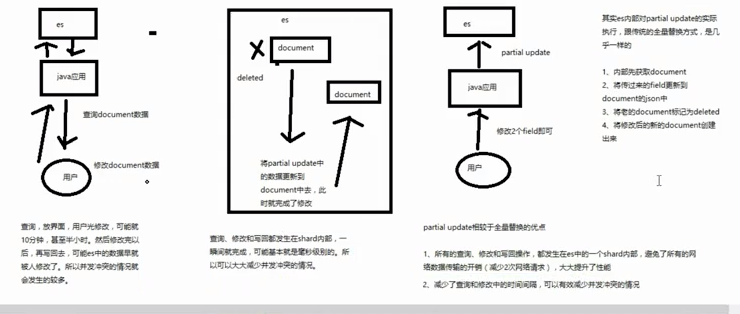 es
java应用
查询document数据
修改document数据
用户
查询，放界面，用户光修改，可能就
10分钟，甚至半小时。然后修改完以
后，再写回去，可能es中的数据早就
被人修改了。所以并发冲突的情况就
会发生的较多。
es
document
deleted
document
将partial update中
的数据更新到
document中去，此
时就完成了修改
查询、修改和写回都发生在shard内部，一
瞬间就完成，可能基本就是毫秒级别的。所
以可以大大减少并发冲突的情况。
es
partial update
java应用
修改2个field即可
用户
其实es内部对partial update的实际
执行，跟传统的全量替换方式，是几
乎一样的
1、内部先获取document
2、将传过来的field更新到
document的json中
3、将老的document标记为deleted
4、将修改后的新的document创建
出来
partial update相较于全量替换的优点
1、所有的查询、修改和写回操作，都发生在es中的一个shard内部，避免了所有的网
络数据传输的开销（减少2次网络请求），大大提升了性能
2、减少了查询和修改中的时间间隔，可以有效减少并发冲突的情况